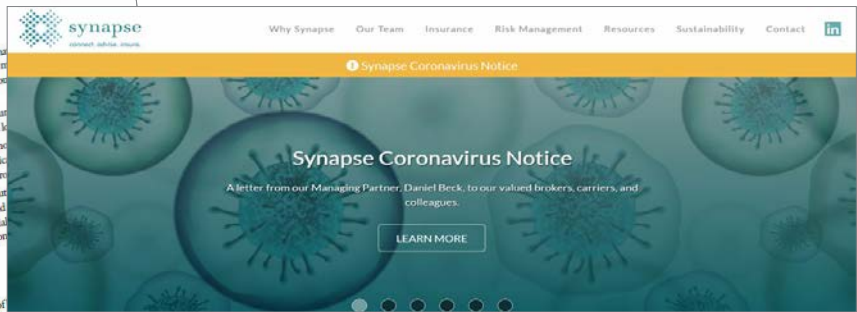 synapse
connect. advise. insure.
Why Synapse Our Team Insurance Risk Management Resources Sustainability Contact in
! Synapse Coronavirus Notice
Synapse Coronavirus Notice
A letter from our Managing Partner, Daniel Beck, to our valued brokers, carriers, and
colleagues.
LEARN MORE
of